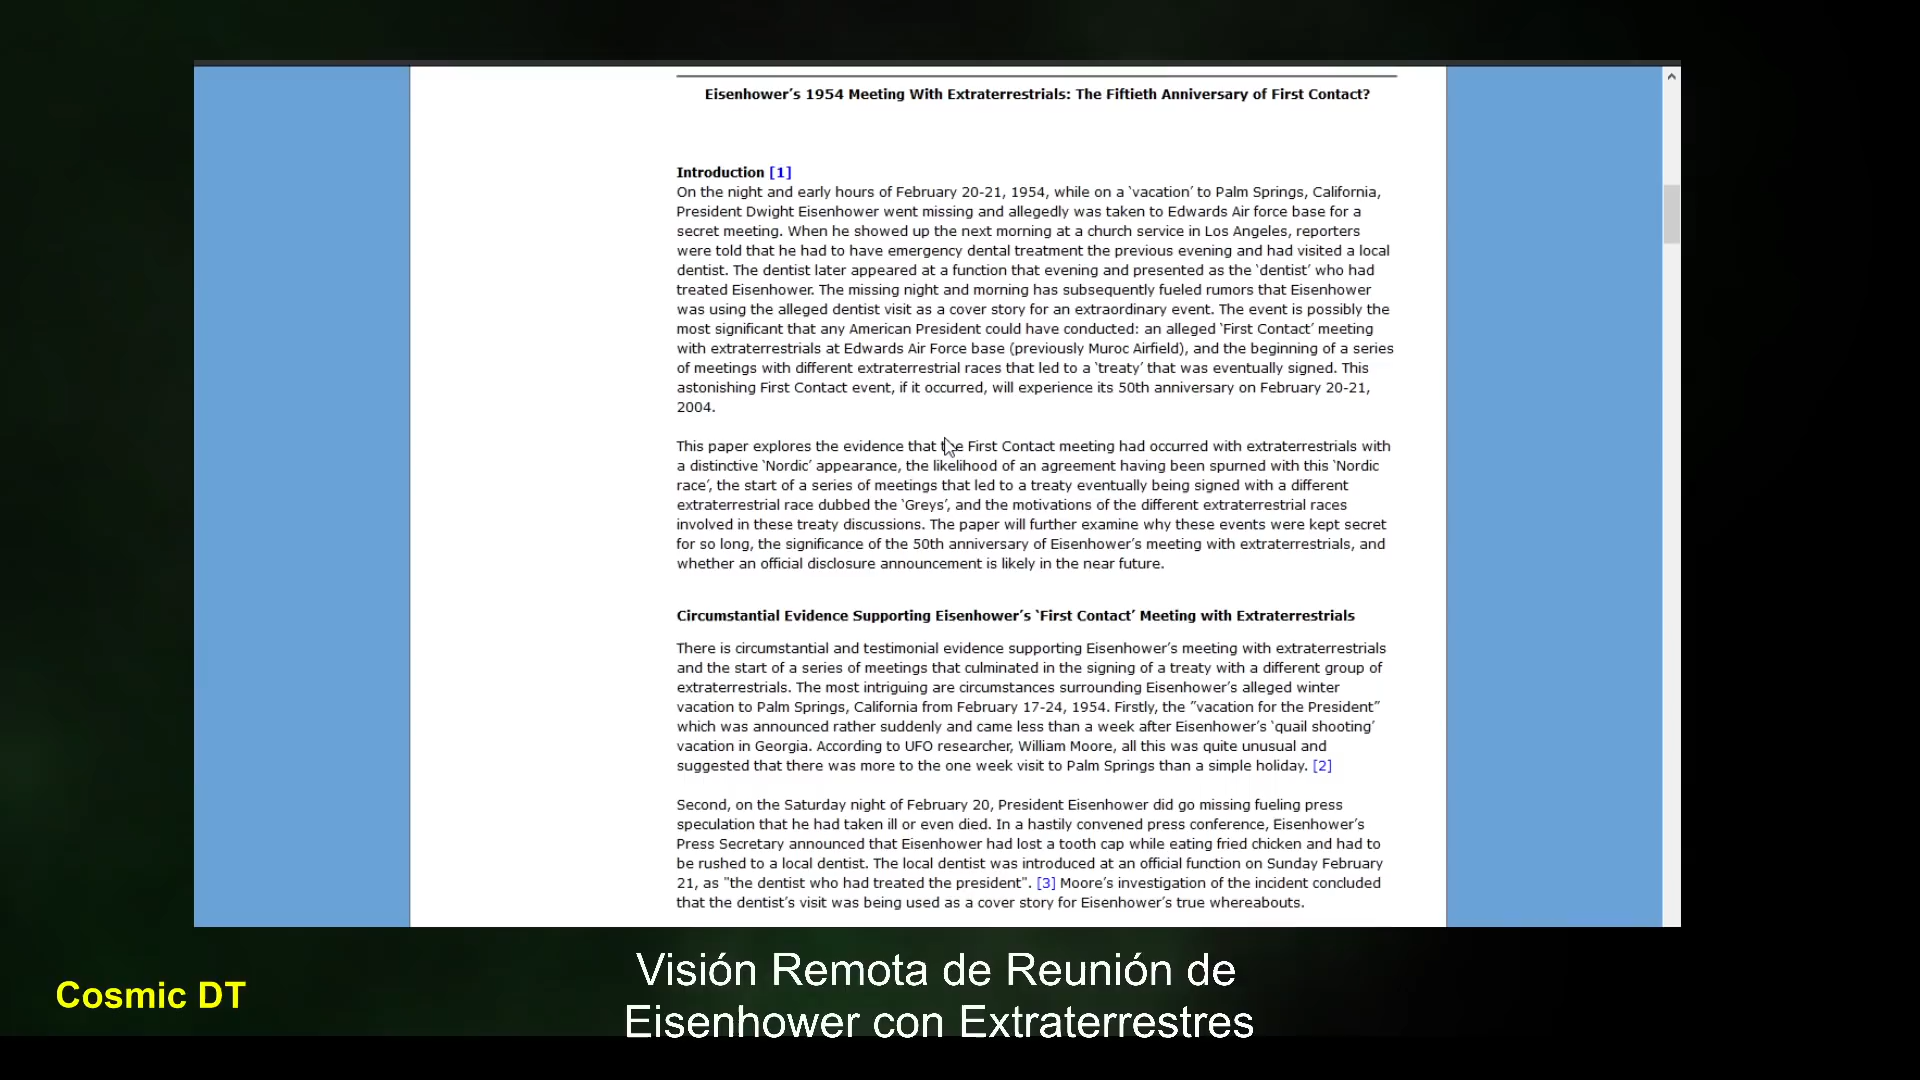 Eisenhower’s 1954 Meeting With Extraterrestrials: The Fiftieth Anniversary of First Contact?
Introduction [1]
On the night and early hours of February 20-21, 1954, while on a ‘vacation’ to Palm Springs, California,
President Dwight Eisenhower went missing and allegedly was taken to Edwards Air force base for a
secret meeting. When he showed up the next morning at a church service in Los Angeles, reporters
were told that he had to have emergency dental treatment the previous evening and had visited a local
dentist. The dentist later appeared at a function that evening and presented as the ‘dentist’ who had
treated Eisenhower. The missing night and morning has subsequently fueled rumors that Eisenhower
was using the alleged dentist visit as a cover story for an extraordinary event. The event is possibly the
most significant that any American President could have conducted: an alleged ‘First Contact’ meeting
with extraterrestrials at Edwards Air Force base (previously Muroc Airfield), and the beginning of a series
of meetings with different extraterrestrial races that led to a ‘treaty’ that was eventually signed. This
astonishing First Contact event, if it occurred, will experience its 50th anniversary on February 20-21,
2004.
This paper explores the evidence that the First Contact meeting had occurred with extraterrestrials with
a distinctive ‘Nordic’ appearance, the likelihood of an agreement having been spurned with this ‘Nordic
race’, the start of a series of meetings that led to a treaty eventually being signed with a different
extraterrestrial race dubbed the ‘Greys’, and the motivations of the different extraterrestrial races
involved in these treaty discussions. The paper will further examine why these events were kept secret
for so long, the significance of the 50th anniversary of Eisenhower’s meeting with extraterrestrials, and
whether an official disclosure announcement is likely in the near future.
Circumstantial Evidence Supporting Eisenhower’s ‘First Contact’ Meeting with Extraterrestrials
There is circumstantial and testimonial evidence supporting Eisenhower’s meeting with extraterrestrials
and the start of a series of meetings that culminated in the signing of a treaty with a different group of
extraterrestrials. The most intriguing are circumstances surrounding Eisenhower’s alleged winter
vacation to Palm Springs, California from February 17-24, 1954. Firstly, the ”vacation for the President”
which was announced rather suddenly and came less than a week after Eisenhower’s ‘quail shooting’
vacation in Georgia. According to UFO researcher, William Moore, all this was quite unusual and
suggested that there was more to the one week visit to Palm Springs than a simple holiday. [2]
Second, on the Saturday night of February 20, President Eisenhower did go missing fueling press
speculation that he had taken ill or even died. In a hastily convened press conference, Eisenhower’s
Press Secretary announced that Eisenhower had lost a tooth cap while eating fried chicken and had to
be rushed to a local dentist. The local dentist was introduced at an official function on Sunday February
21, as "the dentist who had treated the president". [3] Moore’s investigation of the incident concluded
that the dentist’s visit was being used as a cover story for Eisenhower’s true whereabouts.
Visión Remota de Reunión de
Eisenhower con Extraterrestres
Cosmic DT